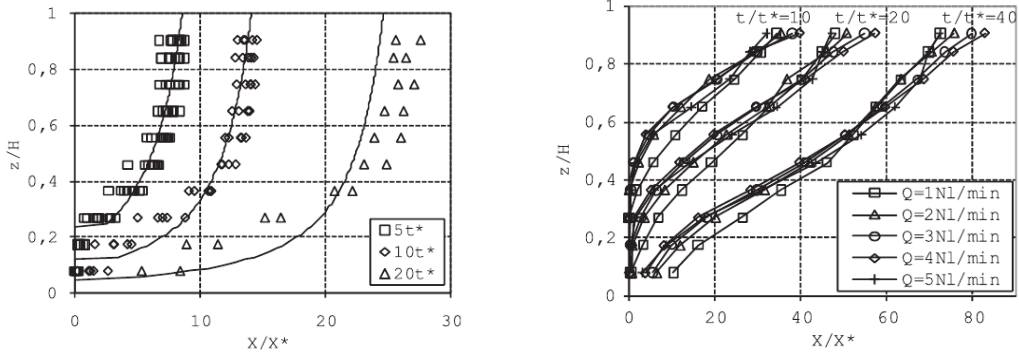 1
0,8
0,6
0,4
0,2
0
z/H
0 10 20 30
X/X*
5t*
10t*
20t*
t/t*=10 t/t*=20 t/t*=40
1
0,8
0,6
0,4
0,2
0
z/H
0 20 40 60 80
X/X*
Q=1Nl/min
Q=2Nl/min
Q=3Nl/min
Q=4Nl/min
Q=5Nl/min